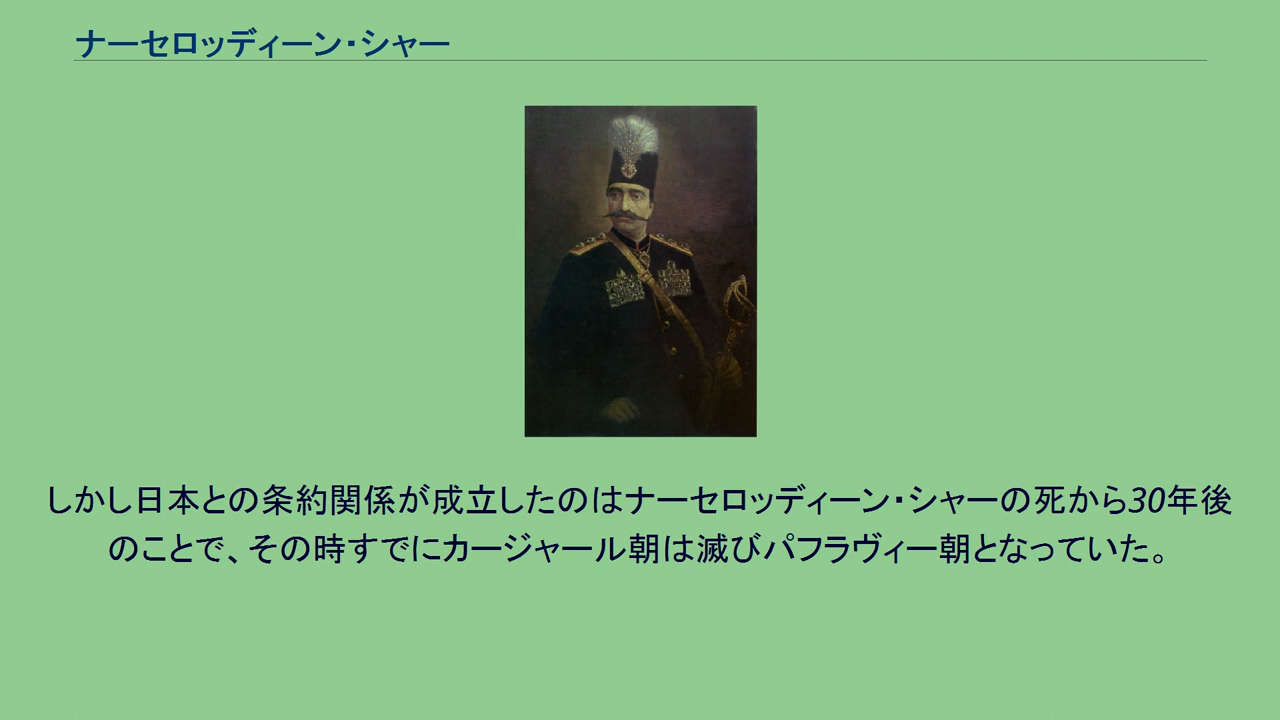 ナーセロッディーン・シャー
しかし日本との条約関係が成立したのはナーセロッディーン・シャーの死から30年後
のことで、その時すでにカージャール朝は滅びパフラヴィー朝となっていた。